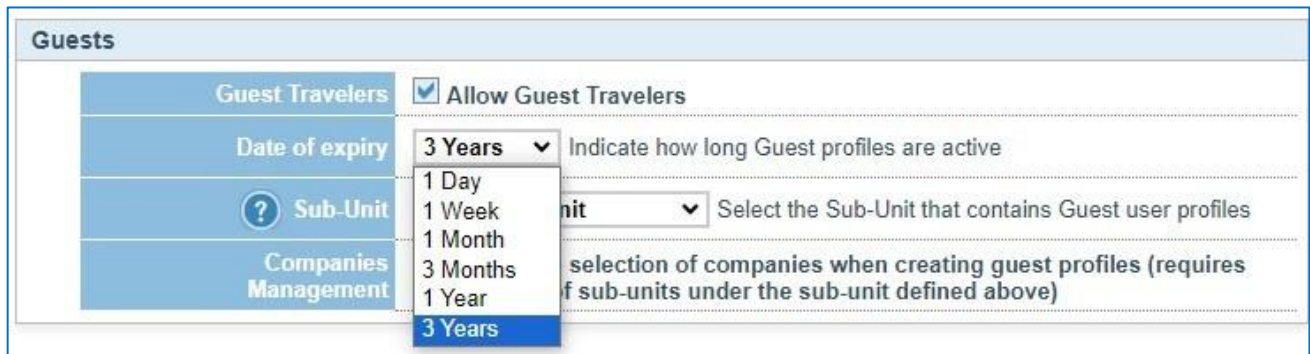 Guests
Guest Travelers Allow Guest Travelers
Date of expiry 3 Years Indicate how long Guest profiles are active
1 Day
? Sub-Unit nit Select the Sub-Unit that contains Guest user profiles
1 Week
1 Month
3 Months
Companies Management selection of companies when creating guest profiles (requires
1 Year f sub-units under the sub-unit defined above)
3 Years